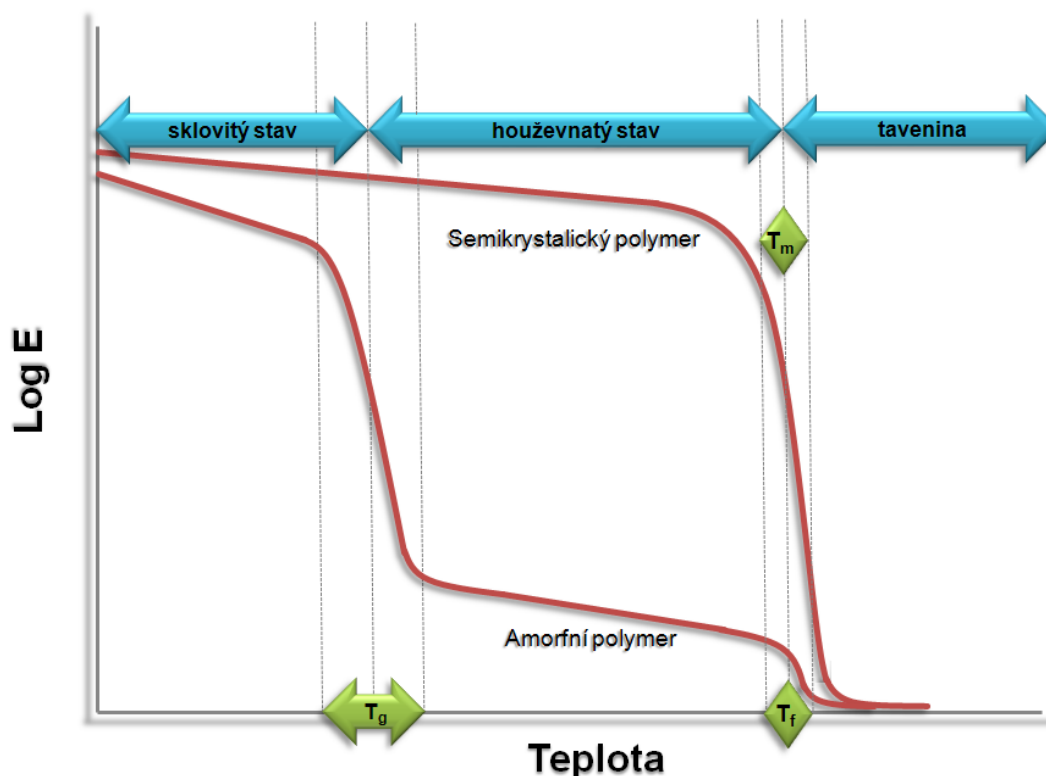 sklovitý stav
houževnatý stav
tavenina
Semikrystalický polymer
Tm
Log E
Amorfní polymer
Tg
Tf
Teplota